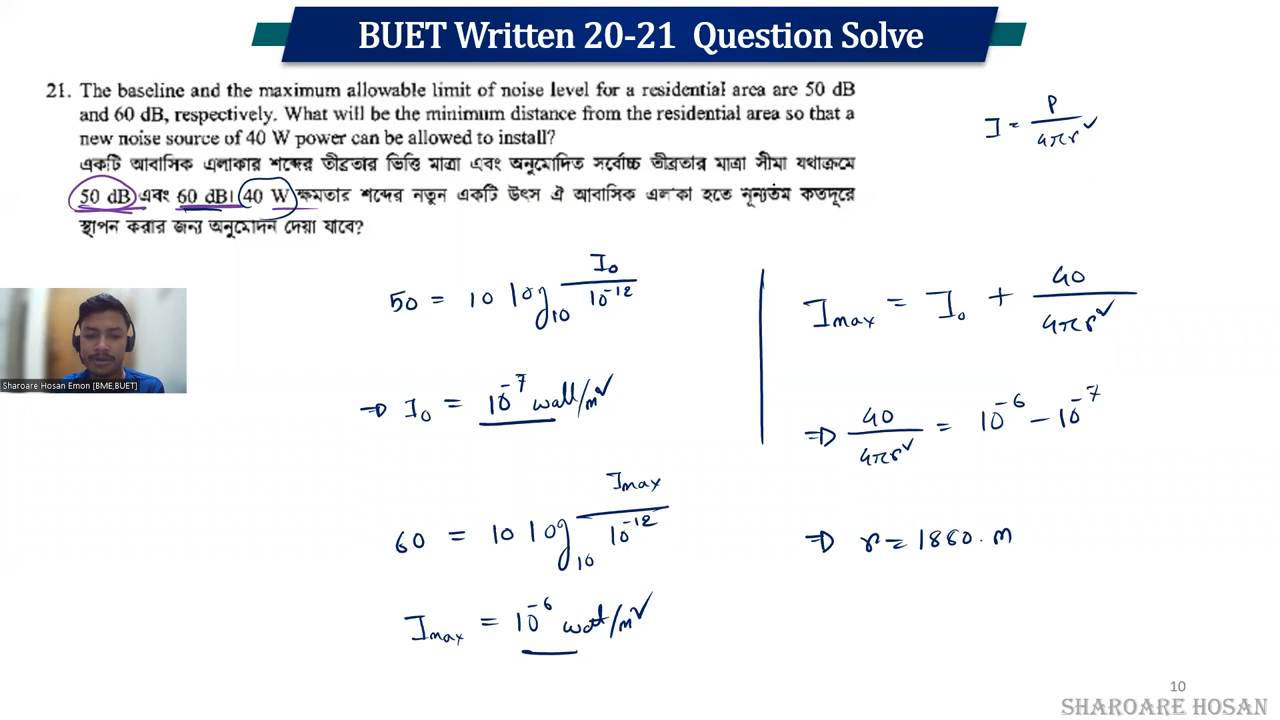 BUET Written 20-21 Question Solve
21. The baseline and the maximum allowable limit of noise level for a residential area are 50 dB
and 60 dB, respectively. What will be the minimum distance from the residential area so that a
new noise source of 40 W power can be allowed to install?
একটি আবাসিক এলাকার শব্দের তীব্রতার ভিত্তি মাত্রা এবং অনুমোদিত সর্বোচ্চ তীব্রতার মাত্রা সীমা যথাক্রমে
50 dB এবং 60 dB। 40 W ক্ষমতার শব্দের নতুন একটি উৎস ঐ আবাসিক এলাকা হতে নূন্যতম কতদূরে
স্থাপন করার জন্য অনুমোদন দেয়া যাবে?
I = P / 4πr²
50 = 10 log₁₀ I₀ / 10⁻¹²
⇒ I₀ = 10⁻⁷ watt/m²
60 = 10 log₁₀ Imax / 10⁻¹²
Imax = 10⁻⁶ watt/m²
Imax = I₀ + 40 / 4πr²
⇒ 40 / 4πr² = 10⁻⁶ – 10⁻⁷
⇒ r = 1880. m
Sharoare Hosan Emon [BME,BUET]
10
SHAROARE HOSAN